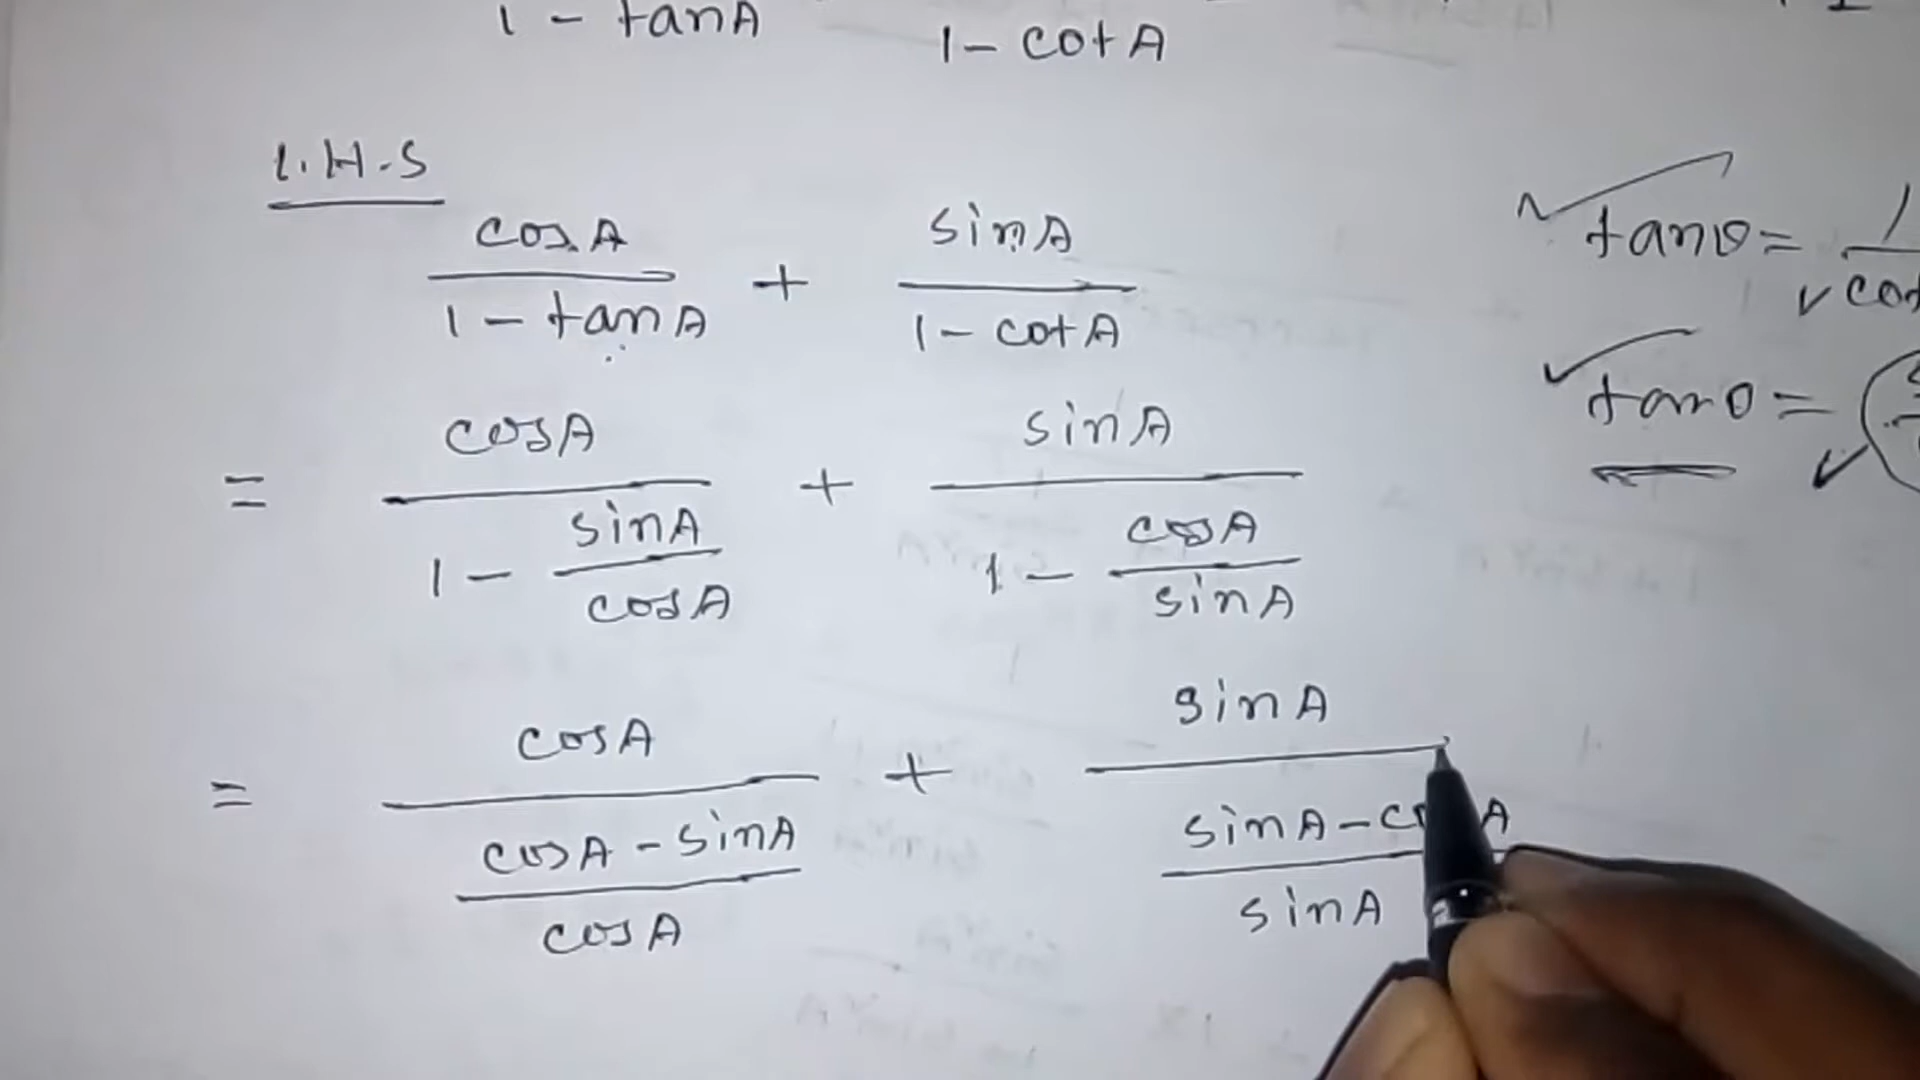 1 - tanA
1 - cotA
L.H.S
cosA / 1 - tanA + sinA / 1 - cotA
= cosA / 1 - sinA / cosA + sinA / 1 - cosA / sinA
= cosA / cosA - sinA / cosA + sinA / sinA - A / sinA
tanθ = 1
tanθ =